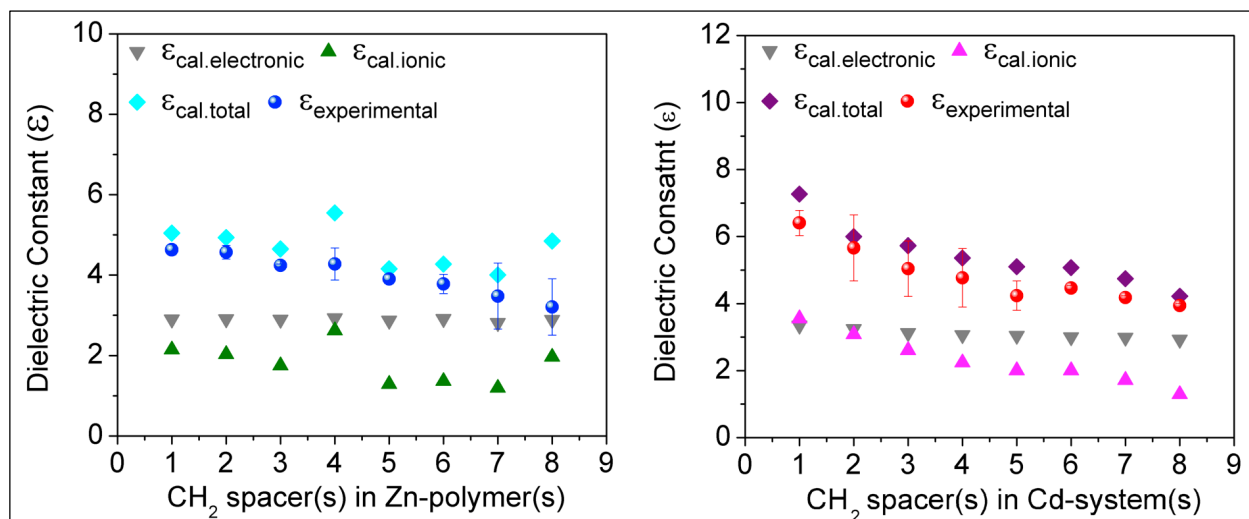 10
8
6
4
2
0
Dielectric Constant (ε)
εcal.electronic εcal.ionic
εcal.total εexperimental
0 1 2 3 4 5 6 7 8 9
CH2 spacer(s) in Zn-polymer(s)
12
10
8
6
4
2
0
Dielectric Consatnt (ε)
εcal.electronic εcal.ionic
εcal.total εexperimental
0 1 2 3 4 5 6 7 8 9
CH2 spacer(s) in Cd-system(s)